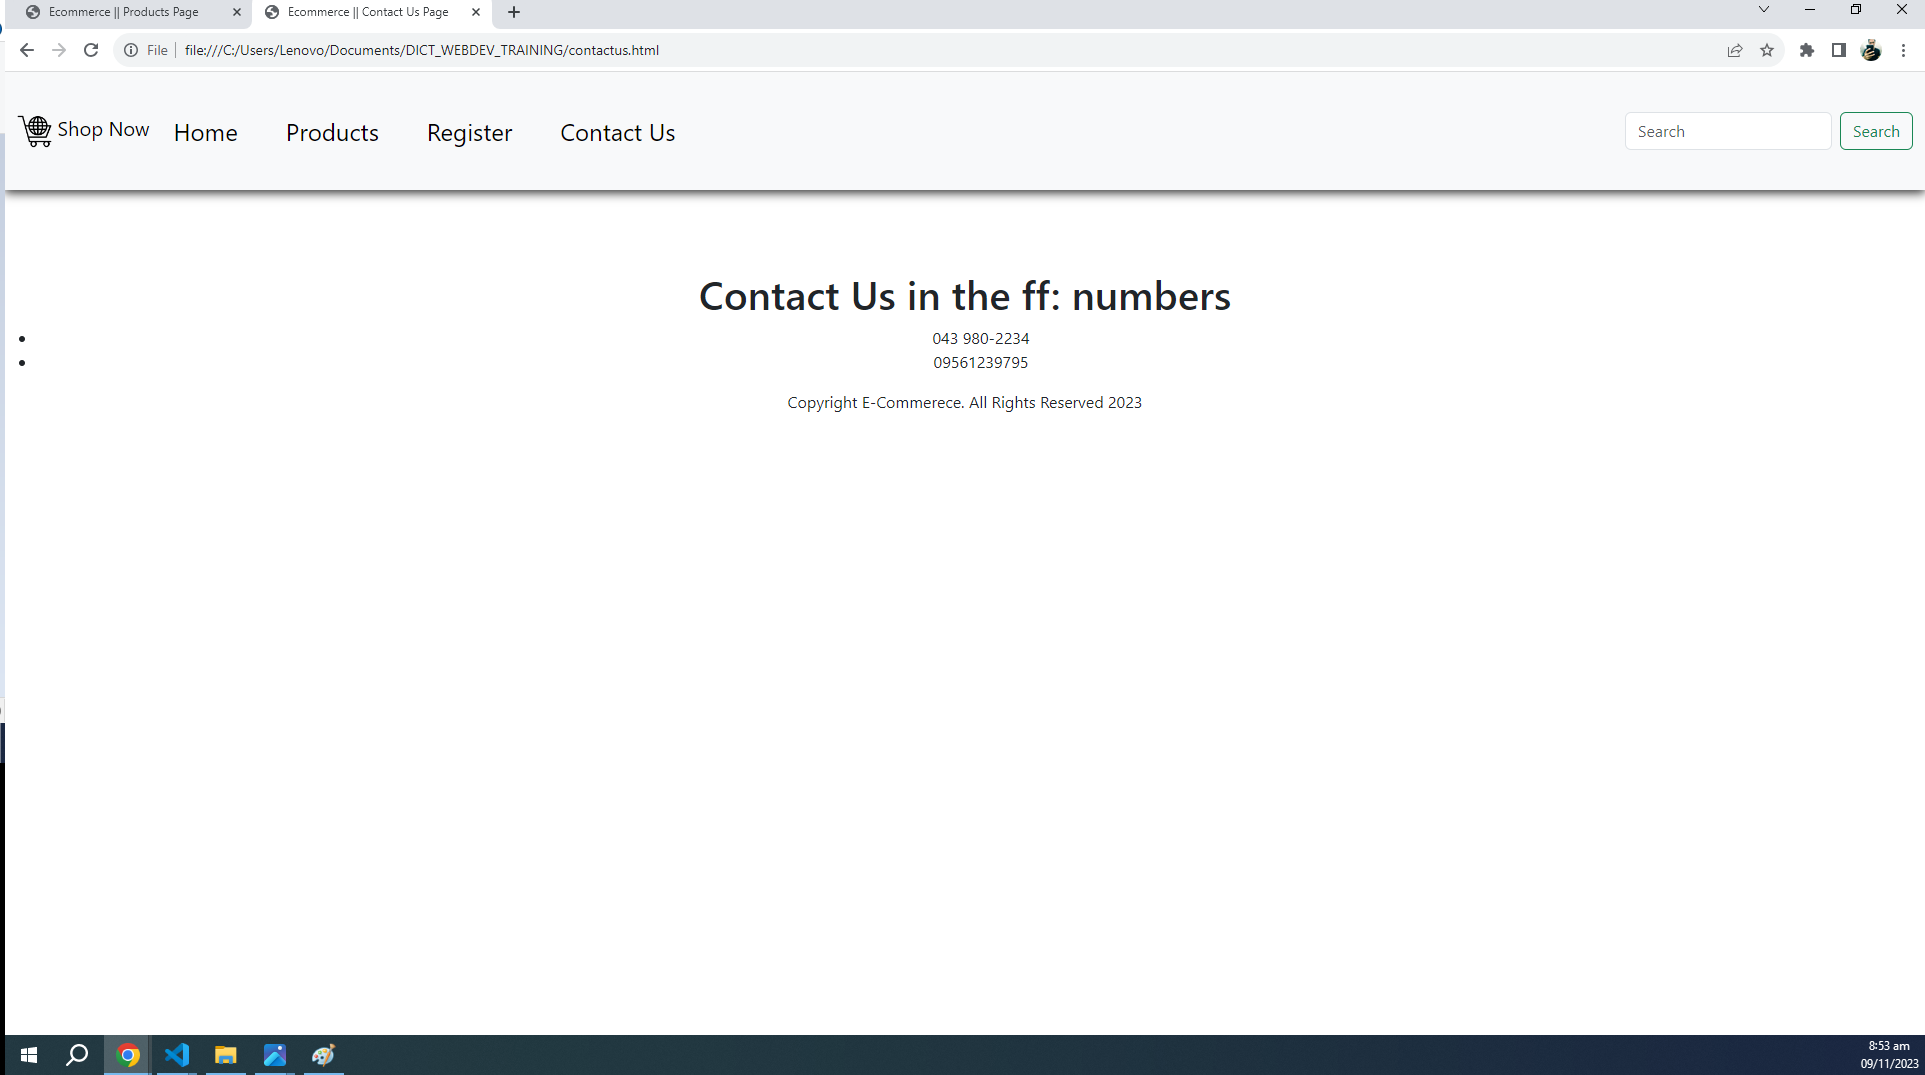 Ecommerce || Products Page
Ecommerce || Contact Us Page
File
file:///C:/Users/Lenovo/Documents/DICT_WEBDEV_TRAINING/contactus.html
Shop Now
Home
Products
Register
Contact Us
Search
Search
Contact Us in the ff: numbers
043 980-2234
09561239795
Copyright E-Commerece. All Rights Reserved 2023
8:53 am
09/11/2023